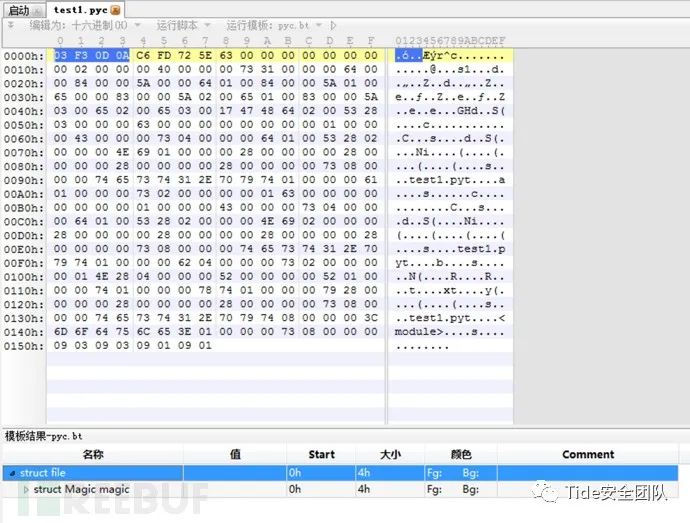 启动 test1.pyc
编辑为: 十六进制(H) 运行脚本 运行模板: pyc.bt
0 1 2 3 4 5 6 7 8 9 A B C D E F 0123456789ABCDEF
0000h: 03 F3 0D 0A C6 FD 72 5E 63 00 00 00 00 00 00 00 .ó..Æýr^c.......
0010h: 00 02 00 00 00 40 00 00 00 73 31 00 00 00 64 00 .....@...s1...d.
0020h: 00 84 00 00 5A 00 00 64 01 00 84 00 00 5A 01 00 .„..Z..d..„..Z..
0030h: 65 00 00 83 00 00 5A 02 00 65 01 00 83 00 00 5A e..ƒ..Z..e..ƒ..Z
0040h: 03 00 65 02 00 65 03 00 17 47 48 64 02 00 53 28 ..e..e...GHd..S(
0050h: 03 00 00 00 63 00 00 00 00 00 00 00 00 01 00 00 ....c...........
0060h: 00 43 00 00 00 73 04 00 00 00 64 01 00 53 28 02 .C...s....d..S(.
0070h: 00 00 00 4E 69 01 00 00 00 28 00 00 00 00 28 00 ...Ni....(....(.
0080h: 00 00 00 28 00 00 00 00 28 00 00 00 00 73 08 00 ...(....(....s..
0090h: 00 00 74 65 73 74 31 2E 70 79 74 01 00 00 00 61 ..test1.pyt....a
00A0h: 01 00 00 00 73 02 00 00 00 00 01 63 00 00 00 00 ....s......c....
00B0h: 00 00 00 00 01 00 00 00 43 00 00 00 73 04 00 00 ........C...s...
00C0h: 00 64 01 00 53 28 02 00 00 00 4E 69 02 00 00 00 .d..S(....Ni....
00D0h: 28 00 00 00 00 28 00 00 00 00 28 00 00 00 00 28 (....(....(....(
00E0h: 00 00 00 00 73 08 00 00 00 74 65 73 74 31 2E 70 ....s....test1.p
00F0h: 79 74 01 00 00 00 62 04 00 00 00 73 02 00 00 00 yt....b....s....
0100h: 00 01 4E 28 04 00 00 00 52 00 00 00 00 52 01 00 ..N(....R....R..
0110h: 00 00 74 01 00 00 00 78 74 01 00 00 00 79 28 00 ..t....xt....y(.
0120h: 00 00 00 28 00 00 00 00 28 00 00 00 00 73 08 00 ...(....(....s..
0130h: 00 00 74 65 73 74 31 2E 70 79 74 08 00 00 00 3C ..test1.pyt....<
0140h: 6D 6F 64 75 6C 65 3E 01 00 00 00 73 08 00 00 00 module>....s....
0150h: 09 03 09 03 09 01 09 01 ........
模板结果-pyc.bt
名称 值 Start 大小 颜色 Comment
struct file 0h 4h Fg: Bg:
struct Magic magic 0h 4h Fg: Bg:
FREEBUF
Tide安全团队